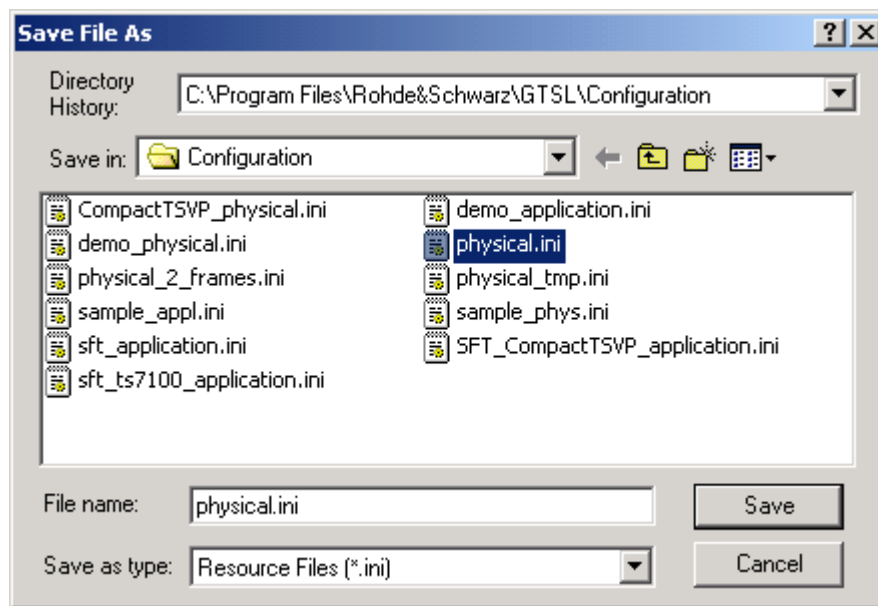 Save File As
Directory
History:
C:\Program Files\Rohde&Schwarz\GTSL\Configuration
Save in:
Configuration
CompactTSVP_physical.ini
demo_application.ini
demo_physical.ini
physical.ini
physical_2_frames.ini
physical_tmp.ini
sample_appl.ini
sample_phys.ini
sft_application.ini
SFT_CompactTSVP_application.ini
sft_ts7100_application.ini
File name:
physical.ini
Save
Save as type:
Resource Files (*.ini)
Cancel